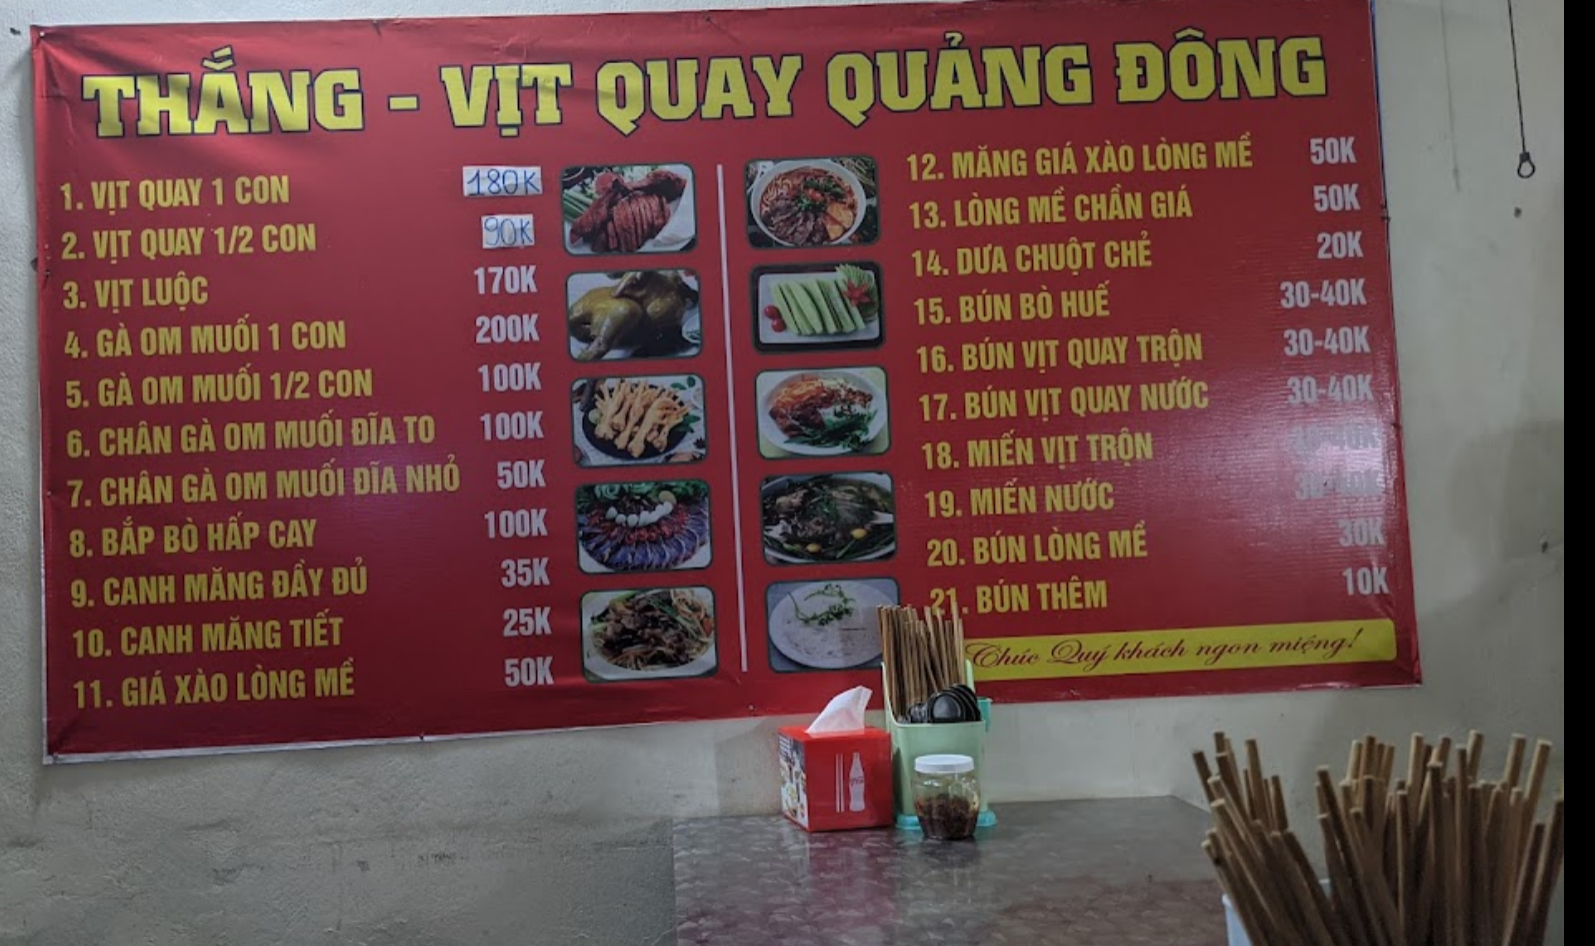 THẮNG - VỊT QUAY QUẢNG ĐÔNG
1. VỊT QUAY 1 CON 180K
2. VỊT QUAY 1/2 CON 90K
3. VỊT LUỘC 170K
4. GÀ OM MUỐI 1 CON 200K
5. GÀ OM MUỐI 1/2 CON 100K
6. CHÂN GÀ OM MUỐI ĐĨA TO 100K
7. CHÂN GÀ OM MUỐI ĐĨA NHỎ 50K
8. BẮP BÒ HẤP CAY 100K
9. CANH MĂNG ĐẦY ĐỦ 35K
10. CANH MĂNG TIẾT 25K
11. GIÁ XÀO LÒNG MỀ 50K
12. MĂNG GIÁ XÀO LÒNG MỀ 50K
13. LÒNG MỀ CHẦN GIÁ 50K
14. DƯA CHUỘT CHẺ 20K
15. BÚN BÒ HUẾ 30-40K
16. BÚN VỊT QUAY TRỘN 30-40K
17. BÚN VỊT QUAY NƯỚC 30-40K
18. MIẾN VỊT TRỘN
19. MIẾN NƯỚC
20. BÚN LÒNG MỀ 30K
21. BÚN THÊM 10K
Chúc Quý khách ngon miệng!